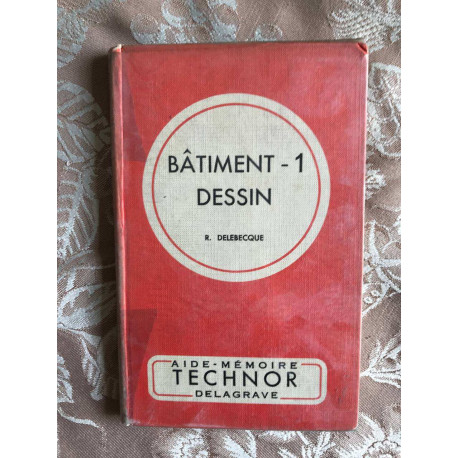 BÂTIMENT - 1
DESSIN
R. DELEBECQUE
AIDE-MÉMOIRE
TECHNOR
DELAGRAVE